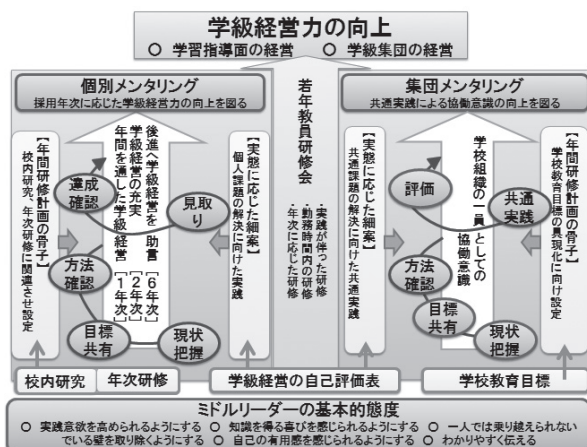 学級経営力の向上
○ 学習指導面の経営 ○ 学級集団の経営
個別メンタリング
採用年次に応じた学級経営力の向上を図る
【年間研修計画の骨子】
校内研究、年次研修に関連させ設定
後進へ学級経営を助言［6年次］
学級経営の充実［2年次］
年間を通した学級経営［1年次］
達成確認
見取り
方法確認
目標共有
現状把握
【実態に応じた細案】
個人課題の解決に向けた実践
若年教員研修会
・実践が伴った研修
・勤務時間内の研修
・年次に応じた研修
集団メンタリング
共通実践による協働意識の向上を図る
【実態に応じた細案】
共通課題の解決に向けた共通実践
学校組織の一員としての協働意識
評価
共通実践
方法確認
目標共有
現状把握
【年間研修計画の骨子】
学校教育目標の具現化に向け設定
校内研究
年次研修
学級経営の自己評価表
学校教育目標
ミドルリーダーの基本的態度
○ 実践意欲を高められるようにする ○ 知識を得る喜びを感じられるようにする ○ 一人では乗り越えられない
でいる壁を取り除くようにする ○ 自己の有用感を感じられるようにする ○ わかりやすく伝える